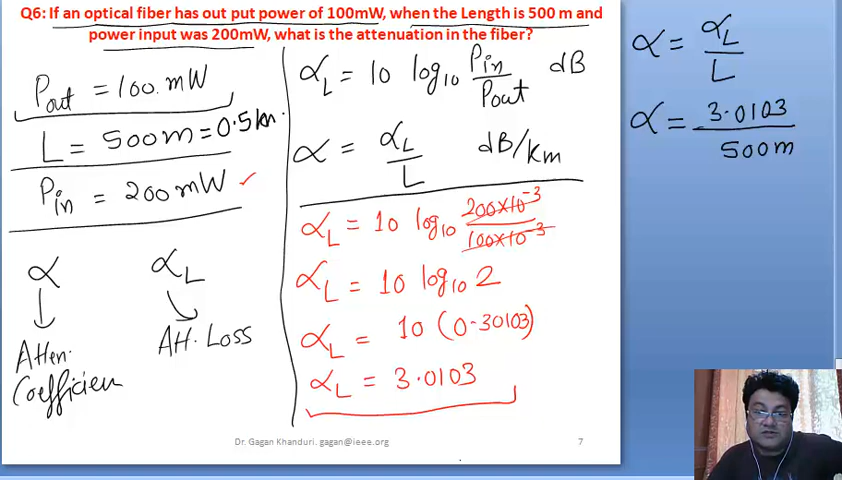 Q6: If an optical fiber has out put power of 100mW, when the Length is 500 m and
power input was 200mW, what is the attenuation in the fiber?
Pout = 100.mW
L = 500m = 0.5km.
Pin = 200mW ✓
α αL
↓ ↘
Atten. Att. Loss
Coefficien
αL = 10 log10 Pin/Pout dB
α = αL/L dB/km
αL = 10 log10 200×10⁻³/100×10⁻³
αL = 10 log10 2
αL = 10 (0.30103)
αL = 3.0103
α = αL/L
α = 3.0103/500m
Dr. Gagan Khanduri. gagan@ieee.org 7